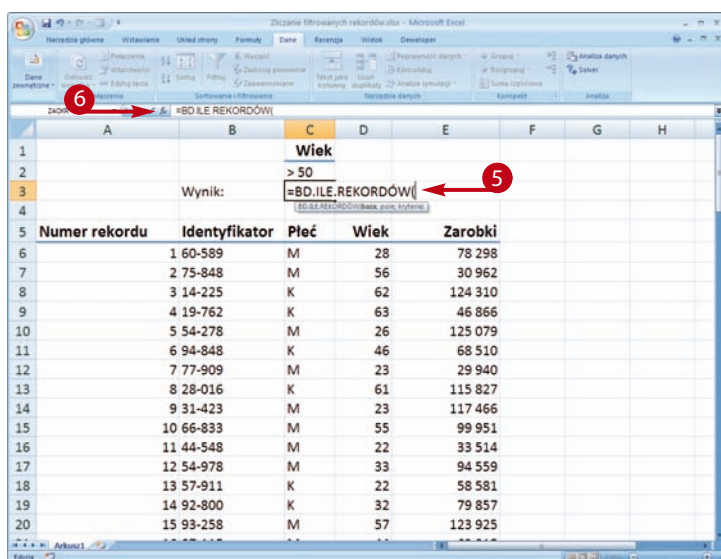 Zliczanie filtrowanych rekordów.xlsx - Microsoft Excel
Narzędzia główne Wstawianie Układ strony Formuły Dane Recenzja Widok Deweloper
Dane zewnętrzne
Połączenia
Właściwości
Edytuj łącza
Sortuj Filtruj
Wyczyść
Zastosuj ponownie
Zaawansowane
Sortowanie i filtrowanie
Tekst jako kolumny
Usuń duplikaty
Poprawność danych
Konsoliduj
Analiza symulacji
Narzędzia danych
Grupuj
Rozgrupuj
Suma częściowa
Konspekt
Analiza danych
Solver
Analiza
6
=BD.ILE.REKORDÓW(
A B C D E F G H
1 Wiek
2 > 50
3 Wynik: =BD.ILE.REKORDÓW(
5
BD.ILE.REKORDÓW(baza; pole; kryteria)
4
5 Numer rekordu Identyfikator Płeć Wiek Zarobki
6 1 60-589 M 28 78 298
7 2 75-848 M 56 30 962
8 3 14-225 K 62 124 310
9 4 19-762 K 63 46 866
10 5 54-278 M 26 125 079
11 6 94-848 K 46 68 510
12 7 77-909 M 23 29 940
13 8 28-016 K 61 115 827
14 9 31-423 M 23 117 466
15 10 66-833 M 55 99 951
16 11 44-548 M 22 33 514
17 12 54-978 M 33 94 559
18 13 57-911 K 22 58 581
19 14 92-800 K 32 79 857
20 15 93-258 M 57 123 925
Arkusz1
Edycja